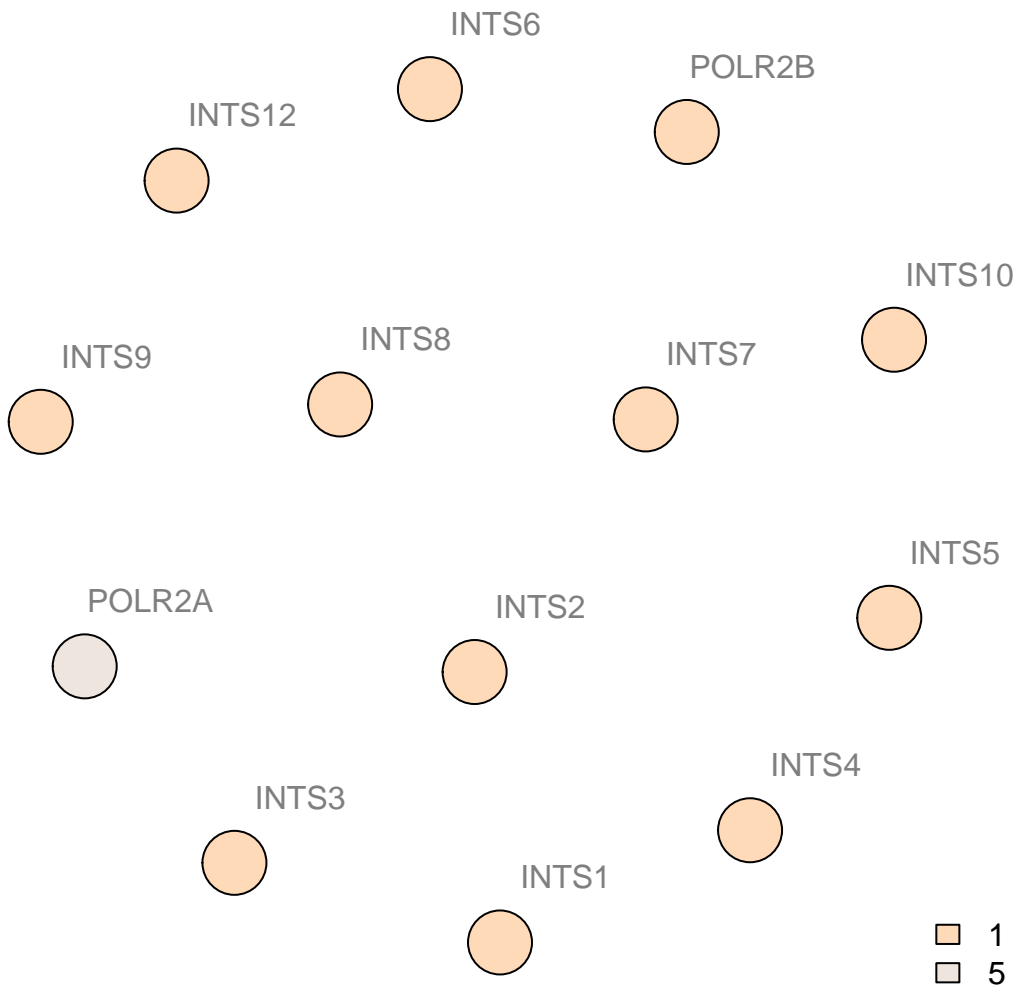 INTS6
POLR2B
INTS12
INTS10
INTS8
INTS7
INTS9
INTS5
POLR2A
INTS2
INTS4
INTS3
INTS1
1
5